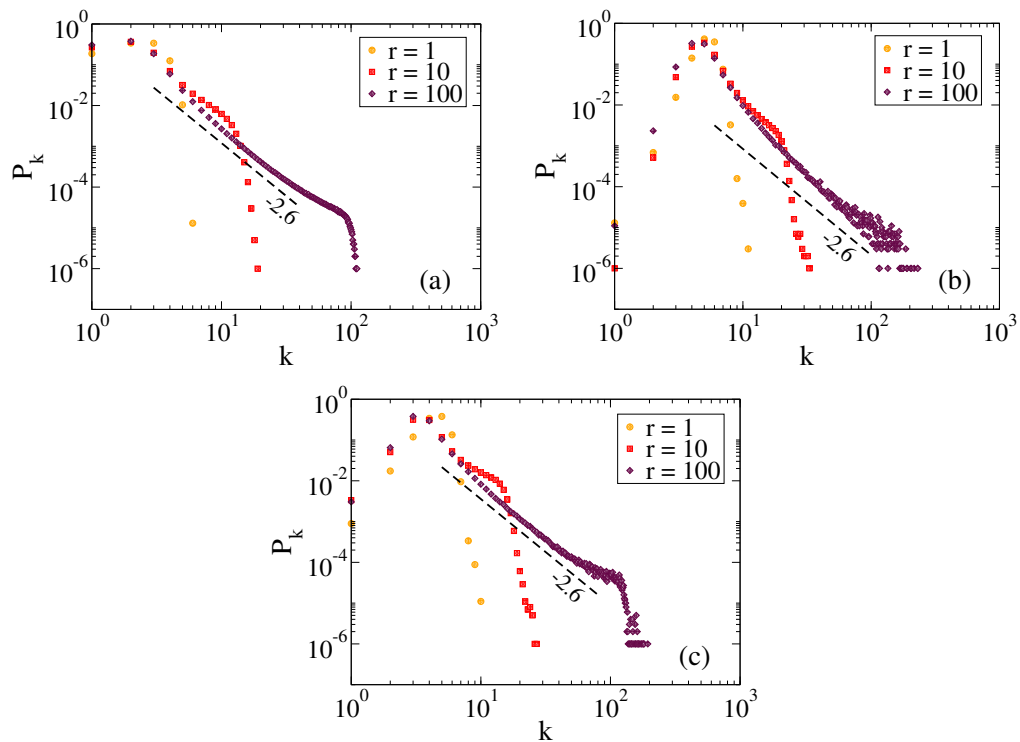 10^0
10^-2
10^-4
10^-6
P_k
r = 1
r = 10
r = 100
-2.6
(a)
10^0 10^1 10^2 10^3
k
10^0
10^-2
10^-4
10^-6
P_k
r = 1
r = 10
r = 100
-2.6
(b)
10^0 10^1 10^2 10^3
k
10^0
10^-2
10^-4
10^-6
P_k
r = 1
r = 10
r = 100
-2.6
(c)
10^0 10^1 10^2 10^3
k